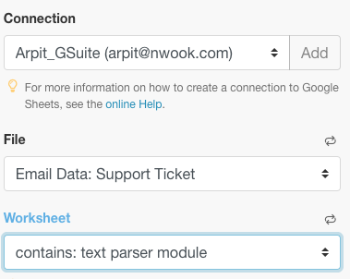 Connection
Arpit_GSuite (arpit@nwook.com)
Add
For more information on how to create a connection to Google
Sheets, see the online Help.
File
Email Data: Support Ticket
Worksheet
contains: text parser module